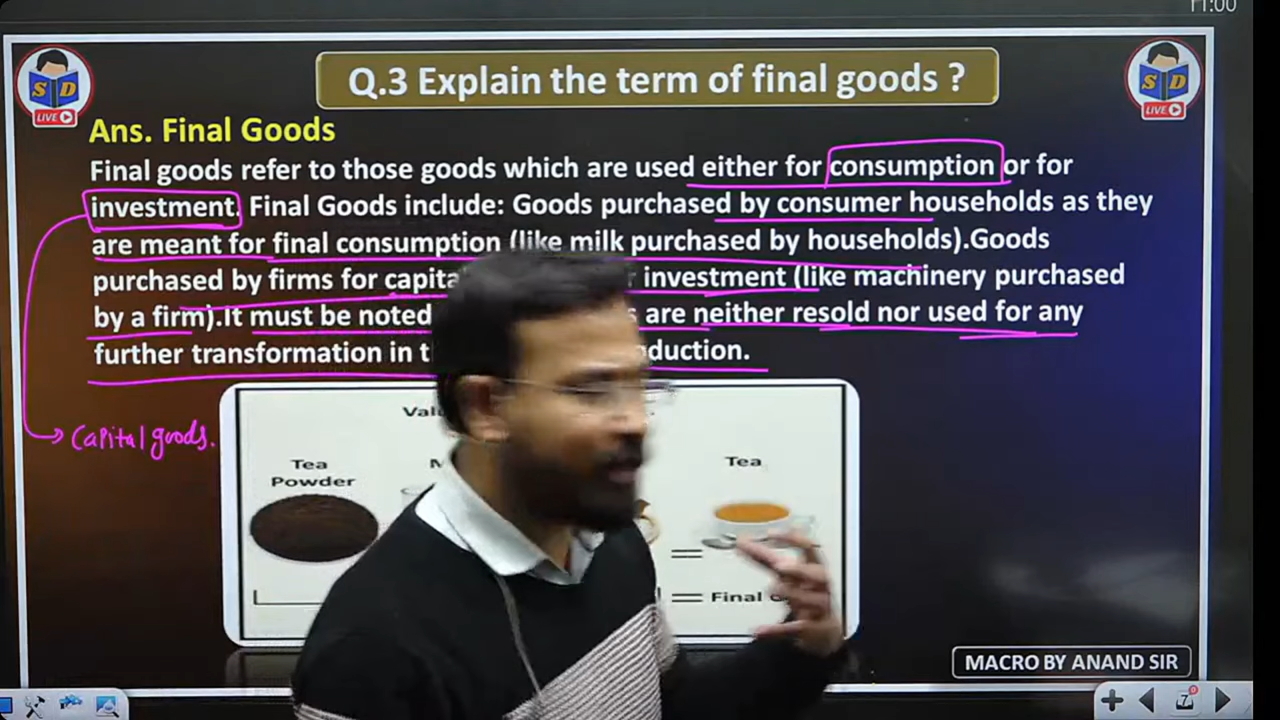 11:00
Q.3 Explain the term of final goods ?
S D
LIVE
S D
LIVE
Ans. Final Goods
Final goods refer to those goods which are used either for consumption or for
investment. Final Goods include: Goods purchased by consumer households as they
are meant for final consumption (like milk purchased by households).Goods
purchased by firms for capita investment (like machinery purchased
by a firm).It must be noted are neither resold nor used for any
further transformation in duction.
Capital goods.
Tea
Powder
Tea
= 
= Final
MACRO BY ANAND SIR